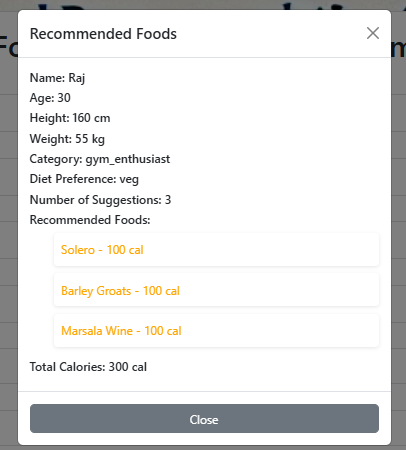 Recommended Foods
Name: Raj
Age: 30
Height: 160 cm
Weight: 55 kg
Category: gym_enthusiast
Diet Preference: veg
Number of Suggestions: 3
Recommended Foods:
Solero - 100 cal
Barley Groats - 100 cal
Marsala Wine - 100 cal
Total Calories: 300 cal
Close